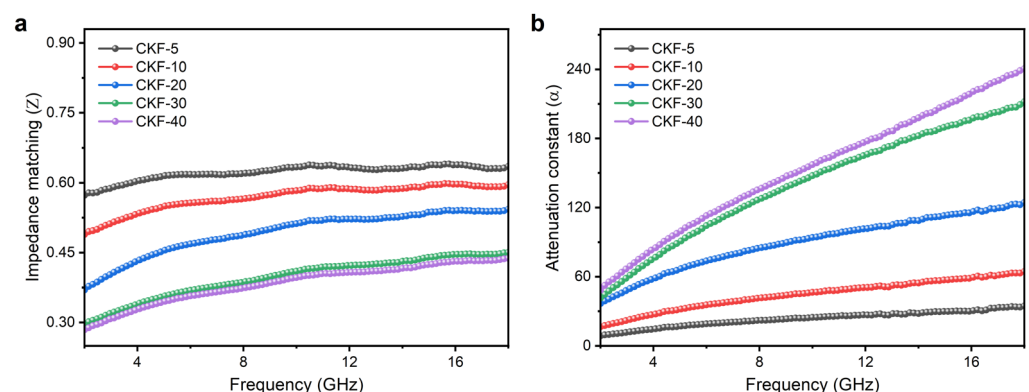 a
0.90
0.75
0.60
0.45
0.30
Impedance matching (Z)
CKF-5
CKF-10
CKF-20
CKF-30
CKF-40
4
8
12
16
Frequency (GHz)
b
240
180
120
60
0
Attenuation constant (α)
CKF-5
CKF-10
CKF-20
CKF-30
CKF-40
4
8
12
16
Frequency (GHz)